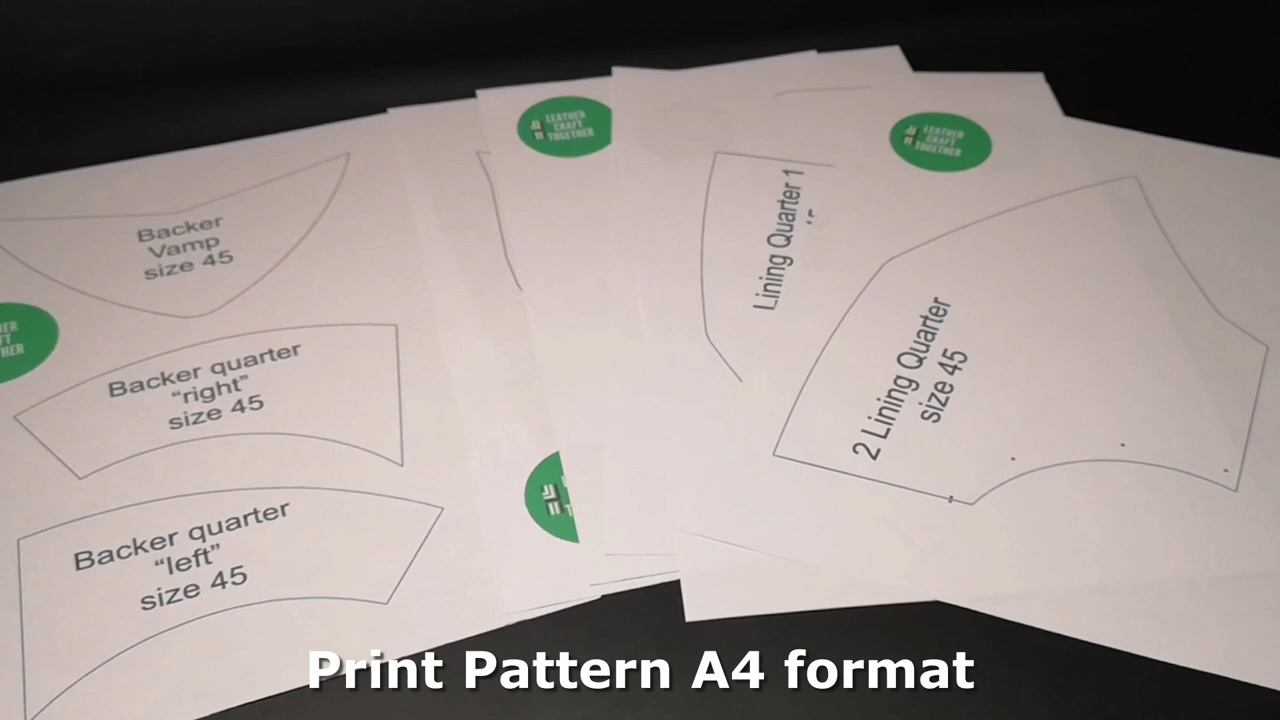 Backer
Vamp
size 45
HER
Backer quarter
“right”
size 45
Backer quarter
“left”
size 45
LEATHER
CRAFT
TOGETHER
Lining Quarter 1
LEATHER
CRAFT
TOGETHER
2 Lining Quarter
size 45
Print Pattern A4 format